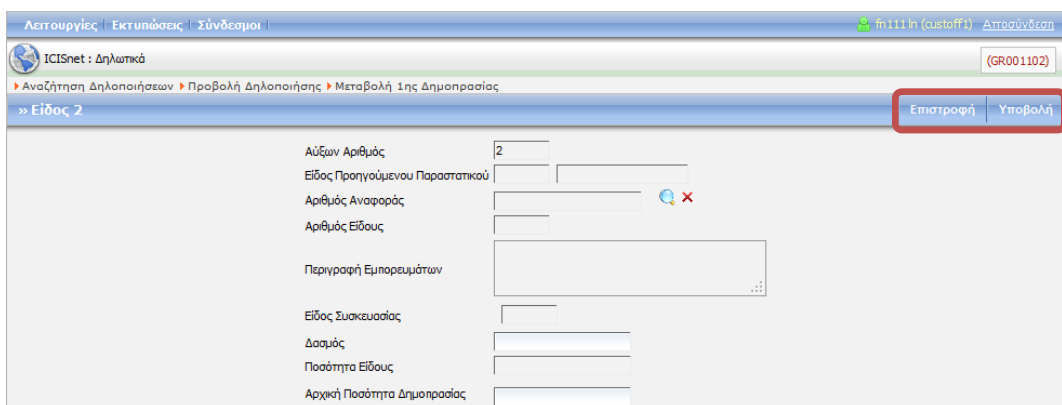 Λειτουργίες | Εκτυπώσεις | Σύνδεσμοι | fn111 ln (custoff1) Αποσύνδεση
ICISnet : Δηλωτικά (GR001102)
Αναζήτηση Δηλοποιήσεων Προβολή Δηλοποιήσης Μεταβολή 1ης Δημοπρασίας
» Είδος 2 Επιστροφή Υποβολή
Αύξων Αριθμός 2
Είδος Προηγούμενου Παραστατικού
Αριθμός Αναφοράς
Αριθμός Είδους
Περιγραφή Εμπορευμάτων
Είδος Συσκευασίας
Δασμός
Ποσότητα Είδους
Αρχική Ποσότητα Δημοπρασίας